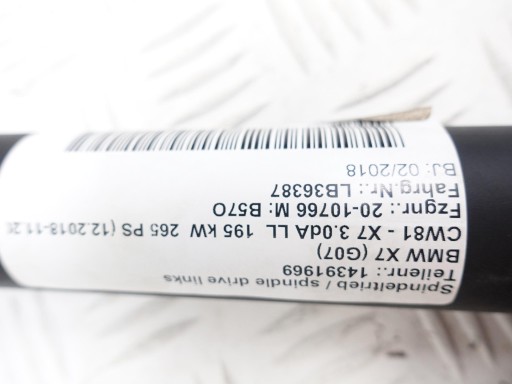 Spindeltrieb / spindle drive links
Teilenr.: 14391969
BMW X7 (G07)
CW81 - X7 3.0dA LL 195 kW 265 PS (12.2018-11.20
Fzgnr.: 20-10766 M: B57O
Fahrg.Nr.: LB36387
BJ: 02/2018